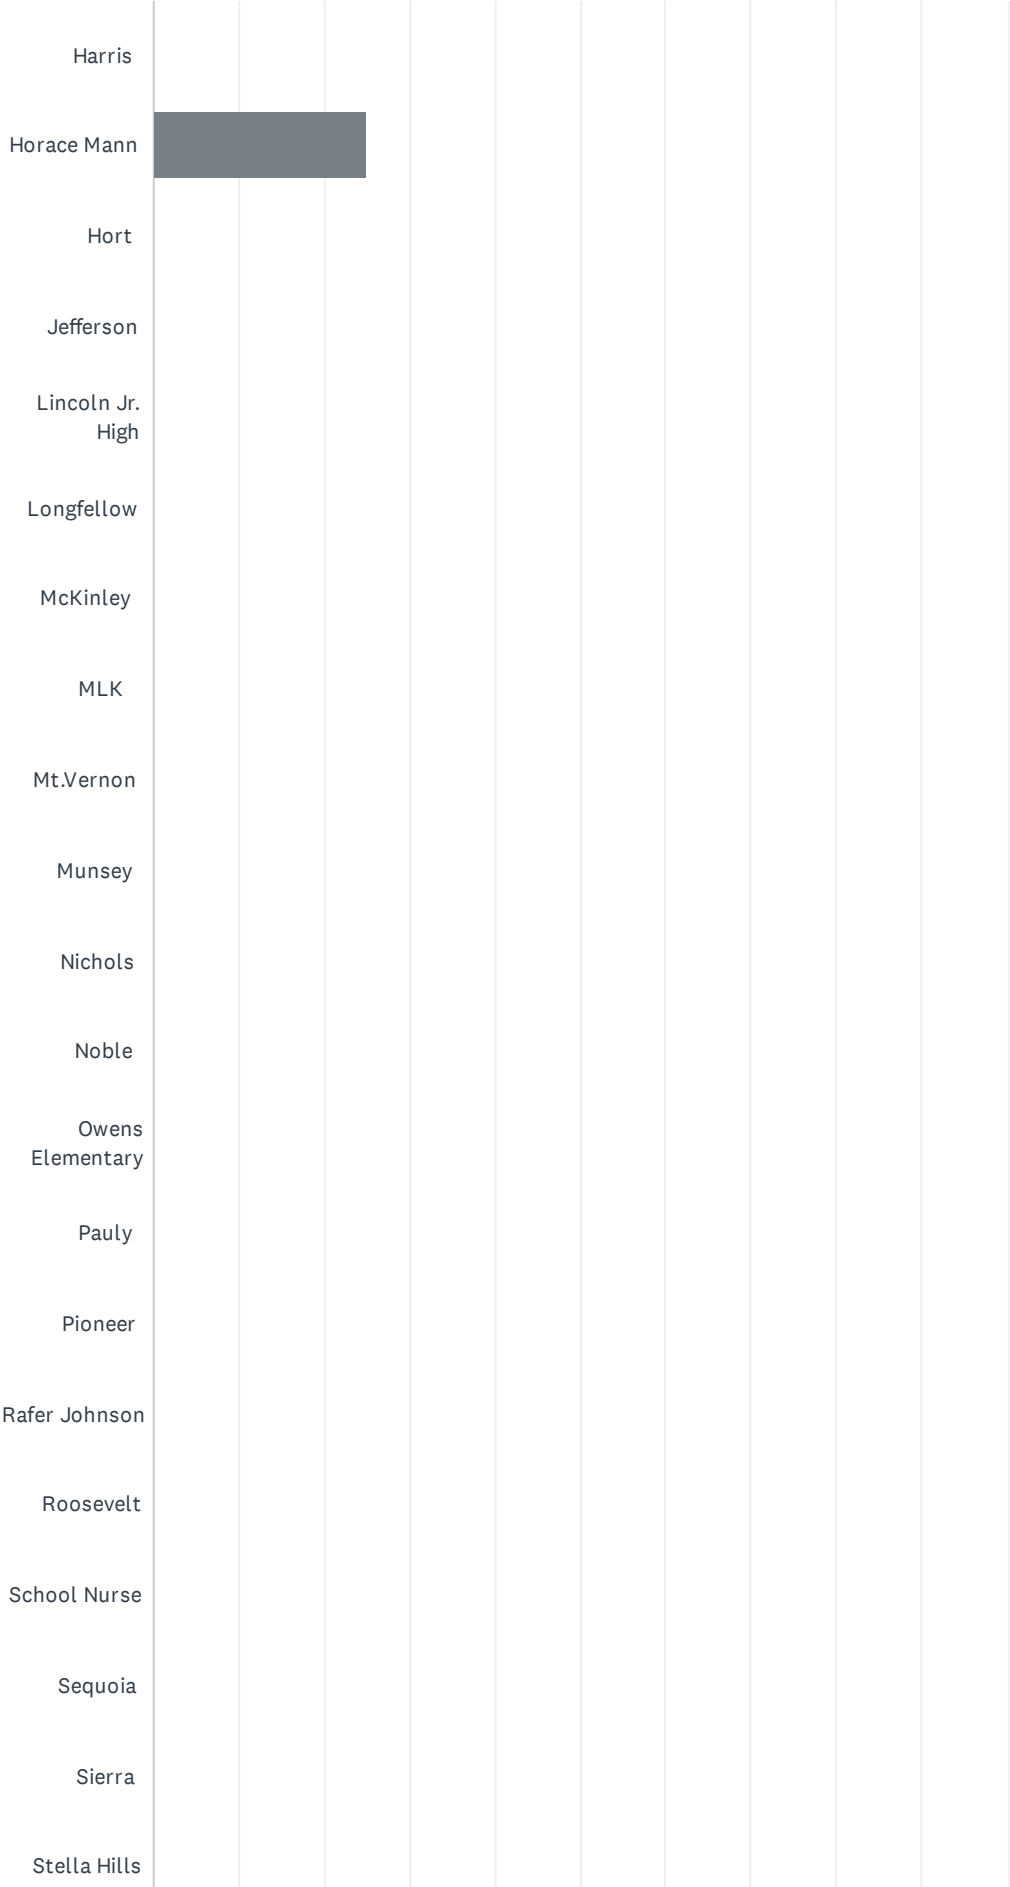 Harris
Horace Mann
Hort
Jefferson
Lincoln Jr.
High
Longfellow
McKinley
MLK
Mt.Vernon
Munsey
Nichols
Noble
Owens
Elementary
Pauly
Pioneer
Rafer Johnson
Roosevelt
School Nurse
Sequoia
Sierra
Stella Hills